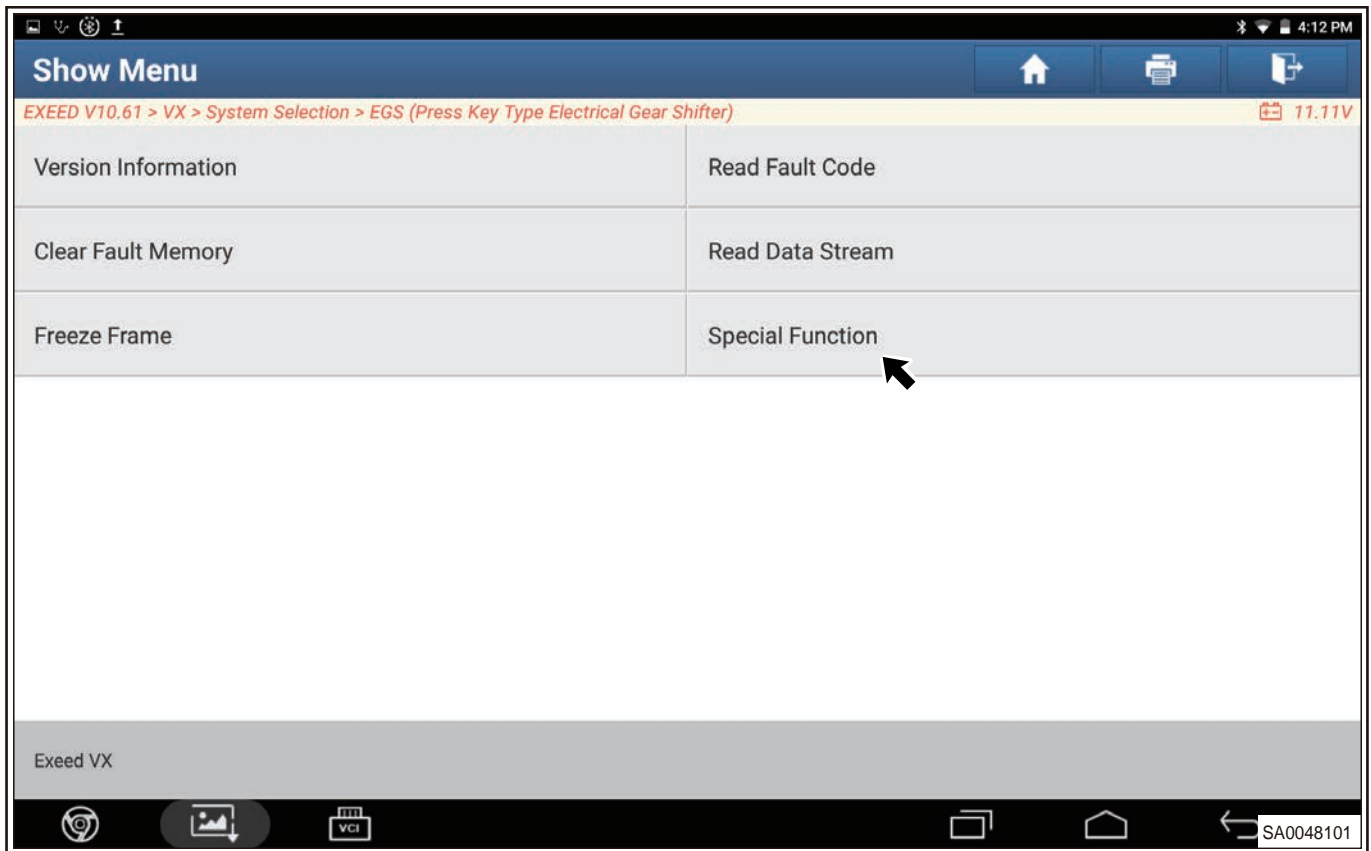 4:12 PM
Show Menu
EXEED V10.61 > VX > System Selection > EGS (Press Key Type Electrical Gear Shifter)
11.11V
Version Information
Read Fault Code
Clear Fault Memory
Read Data Stream
Freeze Frame
Special Function
Exeed VX
VCI
SA0048101